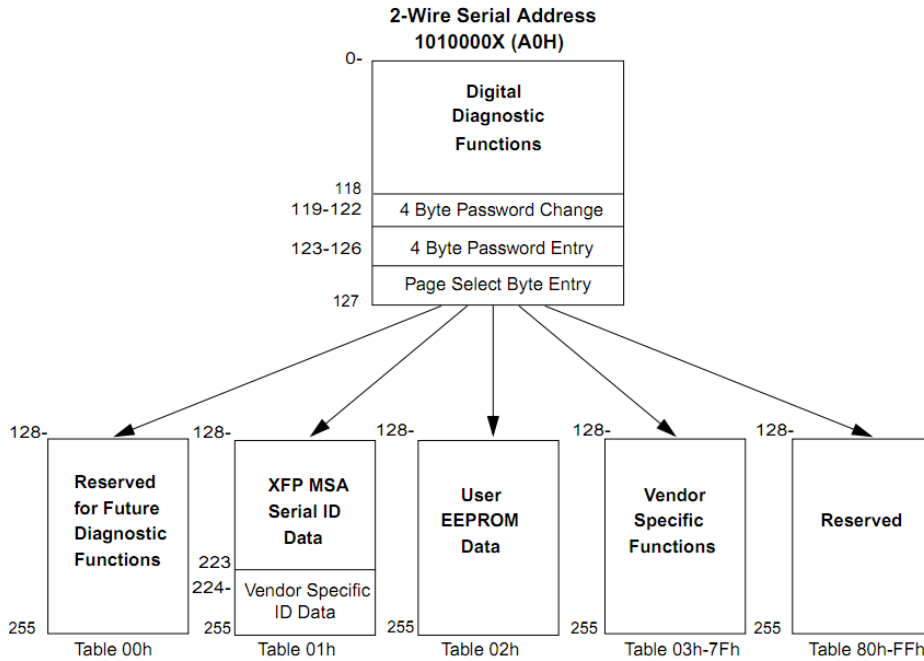 2-Wire Serial Address
1010000X (A0H)
0-
Digital
Diagnostic
Functions
118
119-122
4 Byte Password Change
123-126
4 Byte Password Entry
Page Select Byte Entry
127
128-
Reserved
for Future
Diagnostic
Functions
255
Table 00h
128-
XFP MSA
Serial ID
Data
223
224-
Vendor Specific
ID Data
255
Table 01h
128-
User
EEPROM
Data
255
Table 02h
128-
Vendor
Specific
Functions
255
Table 03h-7Fh
128-
Reserved
255
Table 80h-FFh